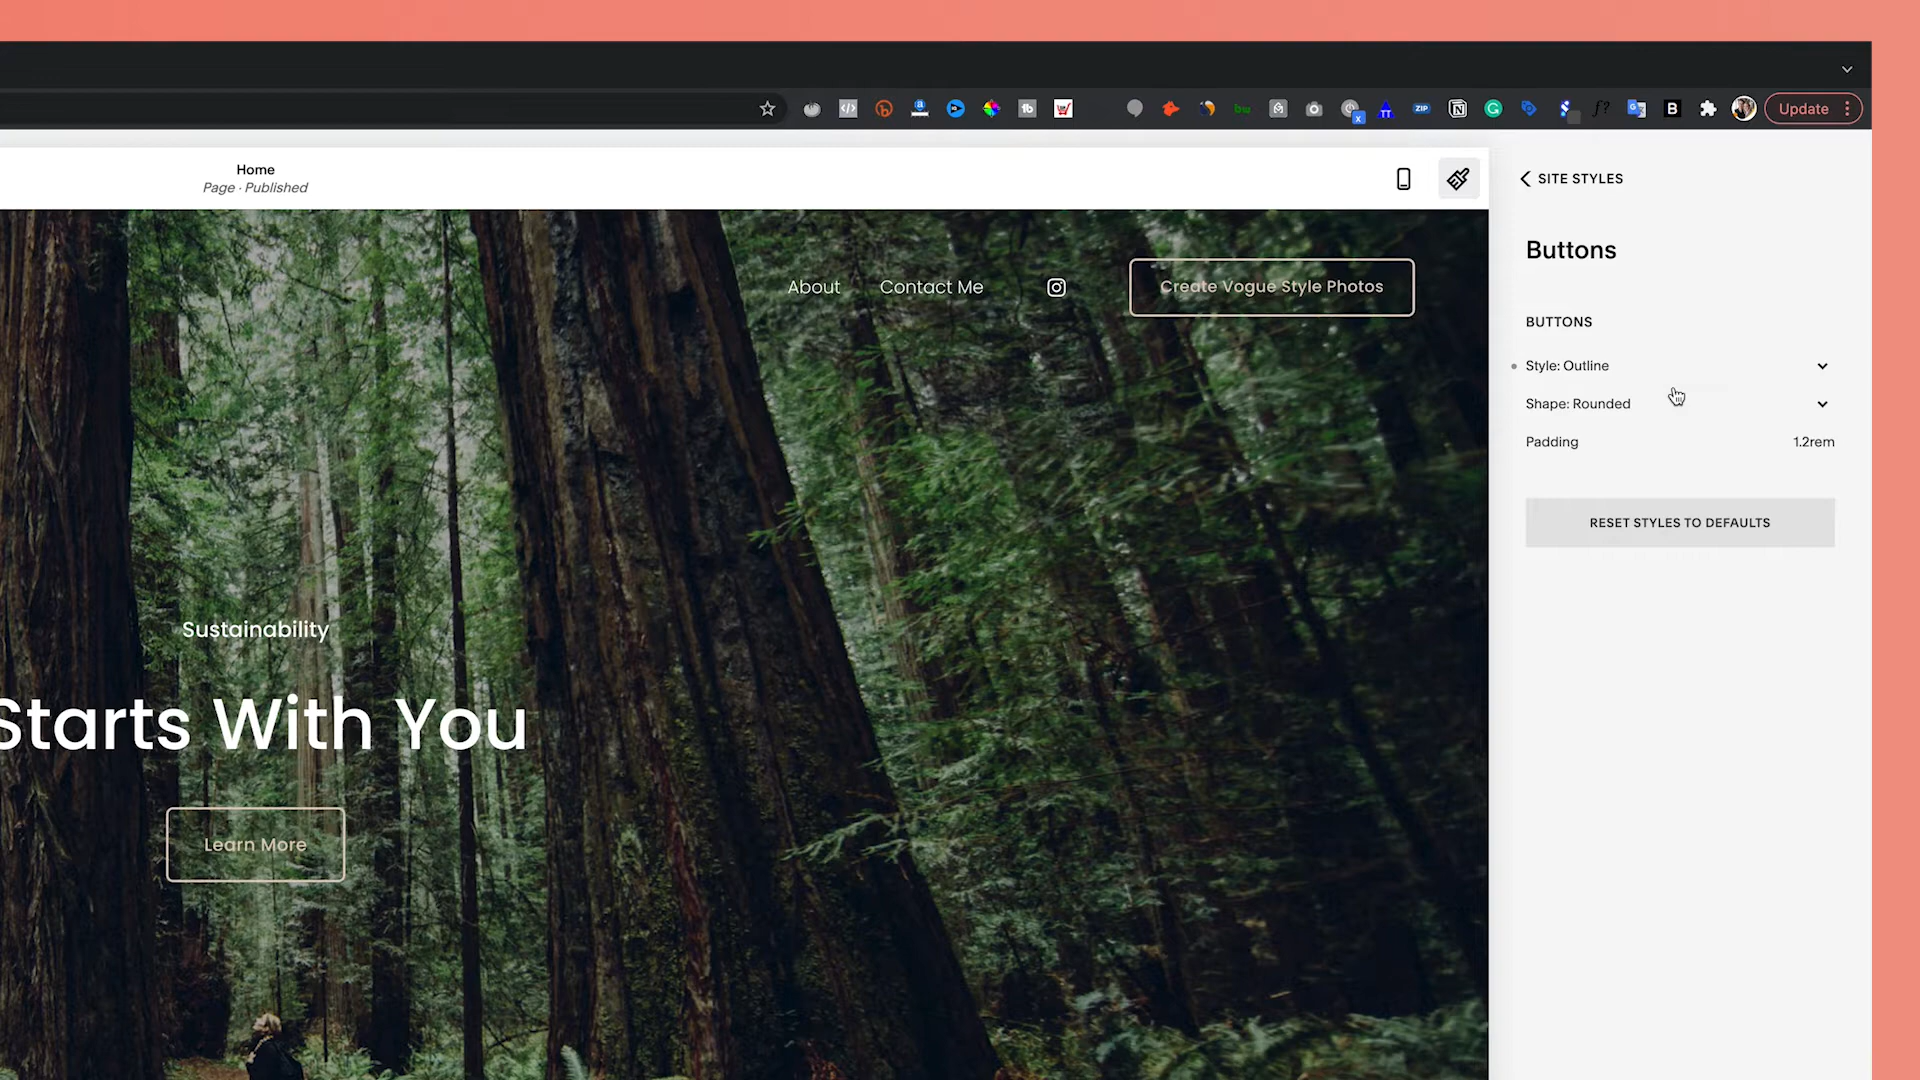 Update
Home
Page · Published
SITE STYLES
Buttons
About
Contact Me
Create Vogue Style Photos
BUTTONS
Style: Outline
Shape: Rounded
Padding
1.2rem
RESET STYLES TO DEFAULTS
Sustainability
Starts With You
Learn More